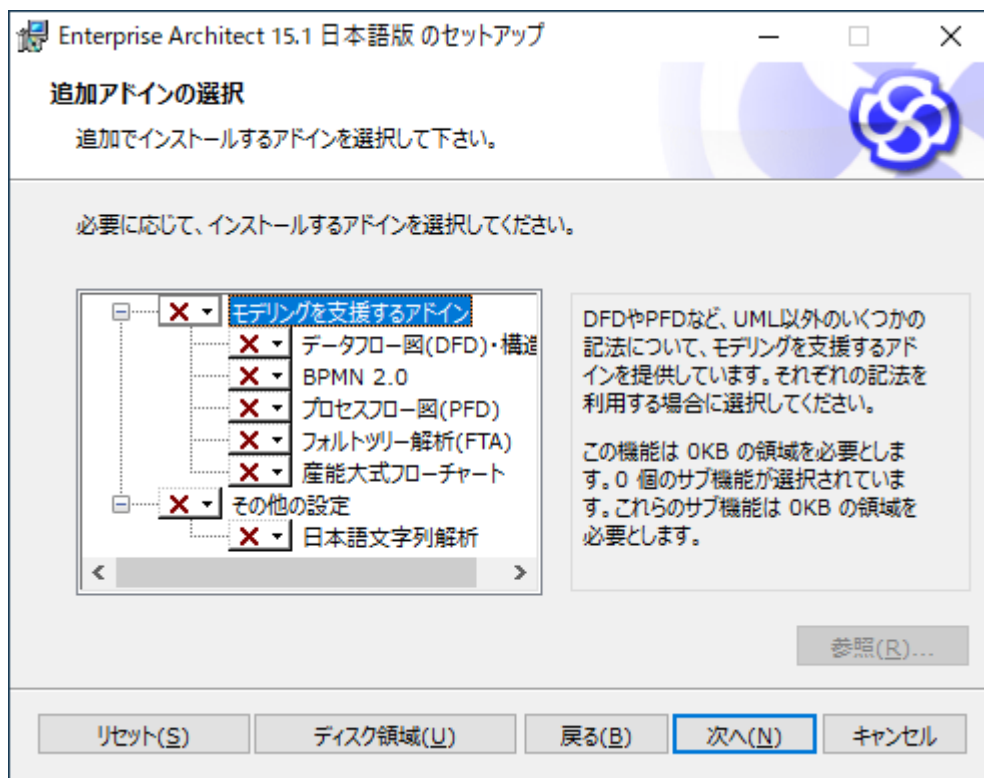 Enterprise Architect 15.1 日本語版 のセットアップ
追加アドインの選択
追加でインストールするアドインを選択して下さい。
必要に応じて、インストールするアドインを選択してください。
モデリングを支援するアドイン
データフロー図(DFD)・構造
BPMN 2.0
プロセスフロー図(PFD)
フォルトツリー解析(FTA)
産能大式フローチャート
その他の設定
日本語文字列解析
DFDやPFDなど、UML以外のいくつかの
記法について、モデリングを支援するアド
インを提供しています。それぞれの記法を
利用する場合に選択してください。
この機能は 0KB の領域を必要としま
す。0 個のサブ機能が選択されていま
す。これらのサブ機能は 0KB の領域を
必要とします。
参照(R)...
リセット(S)
ディスク領域(U)
戻る(B)
次へ(N)
キャンセル